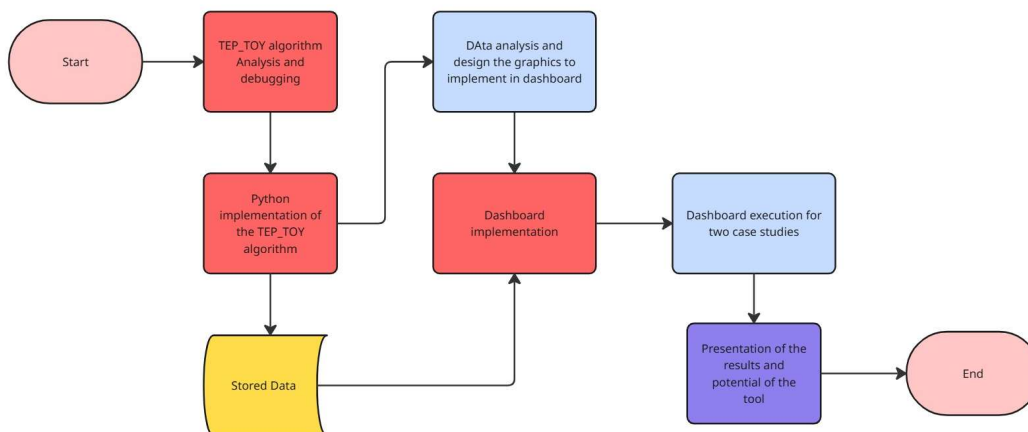 Start
TEP_TOY algorithm
Analysis and
debugging
DAta analysis and
design the graphics to
implement in dashboard
Python
implementation of
the TEP_TOY
algorithm
Dashboard
implementation
Dashboard execution for
two case studies
Stored Data
Presentation of the
results and
potential of the
tool
End